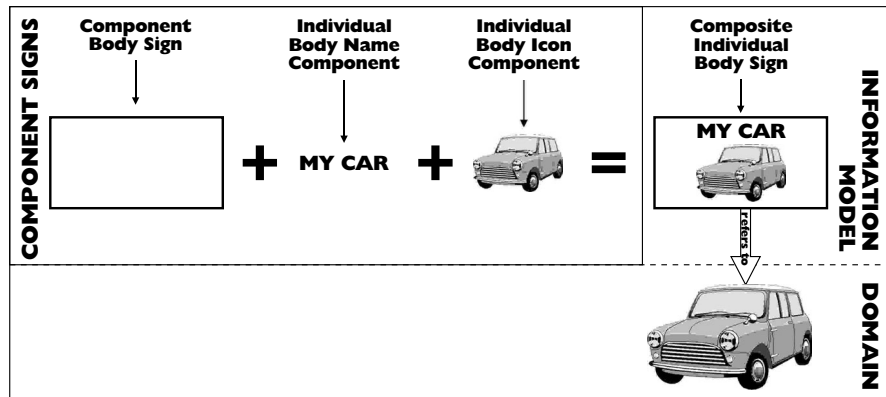 COMPONENT SIGNS
Component
Body Sign
Individual
Body Name
Component
Individual
Body Icon
Component
Composite
Individual
Body Sign
+
MY CAR
+
=
MY CAR
refers to
INFORMATION
MODEL
DOMAIN